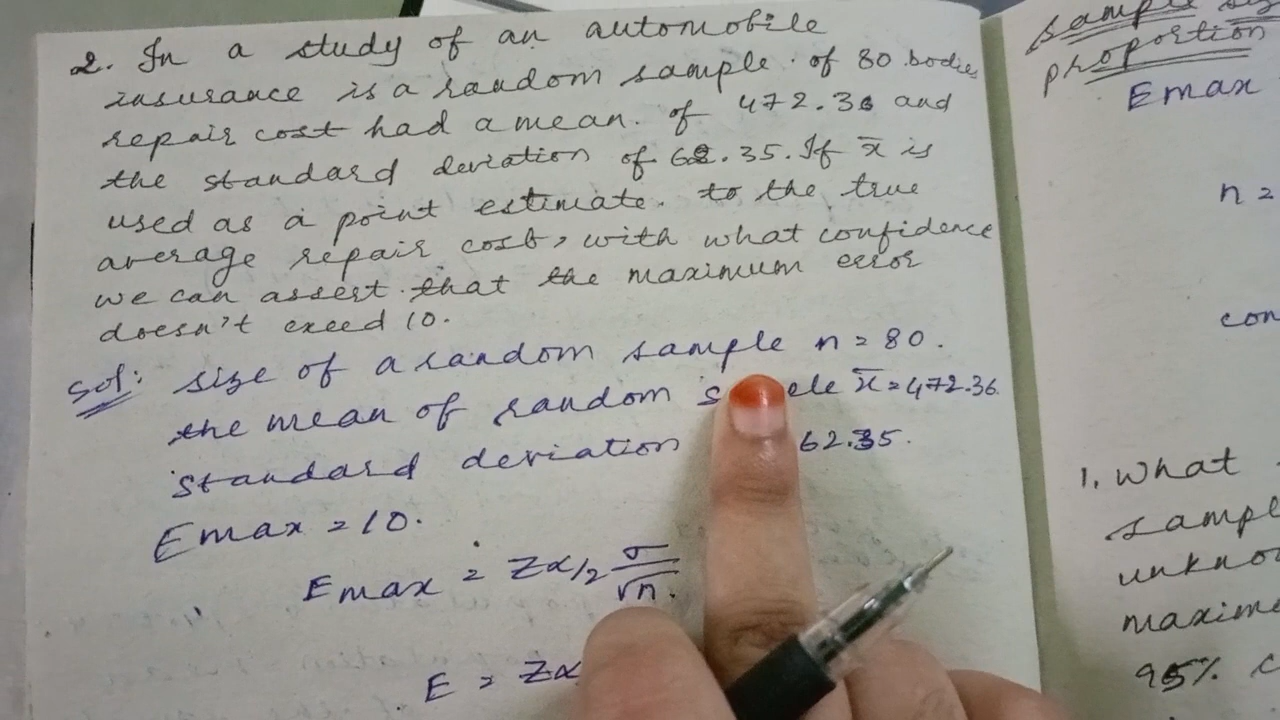 2. In a study of an automobile
insurance is a random sample. of 80 bodies
repair cost had a mean. of 472.36 and
the standard deviation of 62.35. If x̄ is
used as a point estimate. to the true
average repair cost, with what confidence
we can assert that the maximum error
doesn't exeed 10.
Sol: size of a random sample n = 80.
the mean of random x̄ = 472.36.
standard deviation 62.35.
Emax = 10.
Emax = Zα/2 σ/√n.
E = Zα
sample
proportion
Emax
n =
con
1. What
sampl
unkno
maxim
95% c